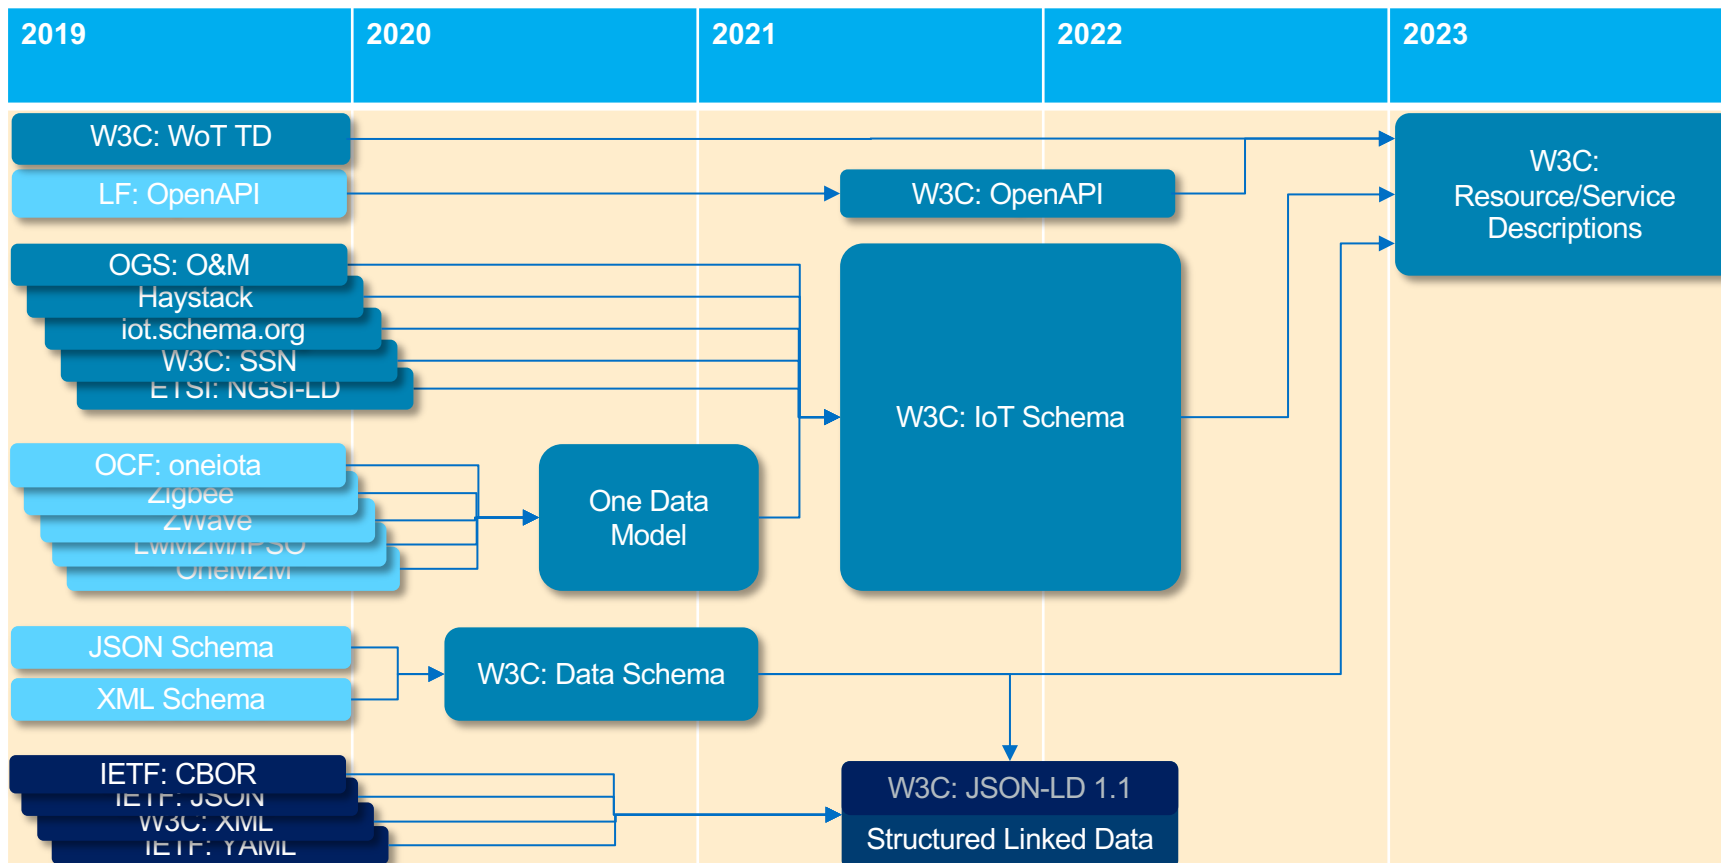 2019 2020 2021 2022 2023
W3C: WoT TD
LF: OpenAPI
W3C: OpenAPI
W3C:
Resource/Service
Descriptions
OGS: O&M
Haystack
iot.schema.org
W3C: SSN
ETSI: NGSI-LD
W3C: IoT Schema
OCF: oneiota
Zigbee
ZWave
LwM2M/IPSO
OneM2M
One Data
Model
JSON Schema
XML Schema
W3C: Data Schema
IETF: CBOR
IETF: JSON
W3C: XML
IETF: YAML
W3C: JSON-LD 1.1
Structured Linked Data